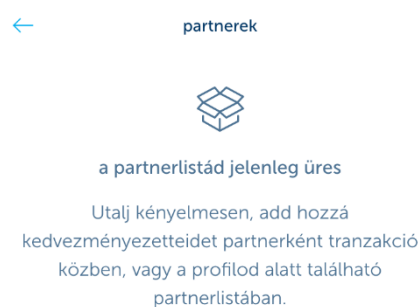 partnerek
a partnerlistád jelenleg üres
Utalj kényelmesen, add hozzá
kedvezményezetteidet partnerként tranzakció
közben, vagy a profilod alatt található
partnerlistában.